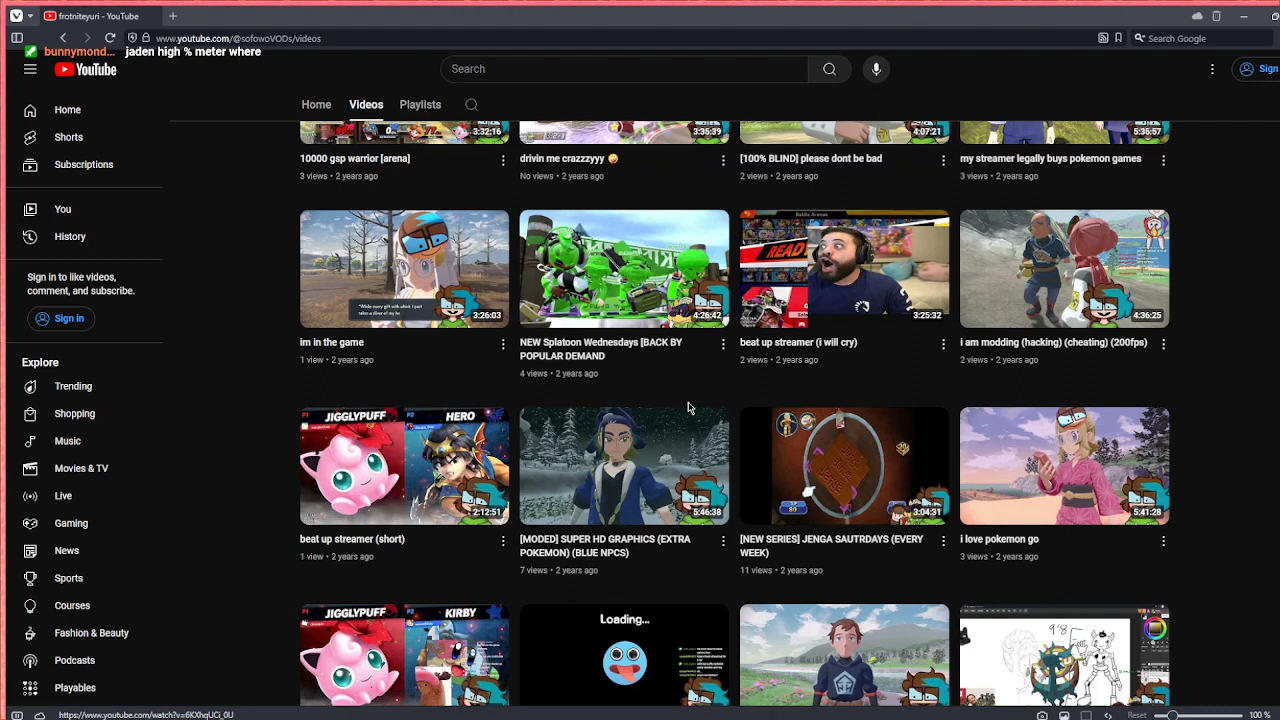 frotniteyuri - YouTube
www.youtube.com/@sofowoVODs/videos
Search Google
bunnymond... jaden high % meter where
YouTube
Search
Sign
Home
Videos
Playlists
Home
Shorts
Subscriptions
You
History
Sign in to like videos,
comment, and subscribe.
Sign in
Explore
Trending
Shopping
Music
Movies & TV
Live
Gaming
News
Sports
Courses
Fashion & Beauty
Podcasts
Playables
3:32:16
10000 gsp warrior [arena]
3 views • 2 years ago
3:35:39
drivin me crazzzyyy 🤪
No views • 2 years ago
4:07:21
[100% BLIND] please dont be bad
2 views • 2 years ago
5:35:57
my streamer legally buys pokemon games
3 views • 2 years ago
3:26:03
im in the game
1 view • 2 years ago
4:26:42
NEW Splatoon Wednesdays [BACK BY
POPULAR DEMAND
4 views • 2 years ago
Battle Arenas
READ
3:25:32
beat up streamer (i will cry)
2 views • 2 years ago
4:36:25
i am modding (hacking) (cheating) (200fps)
2 views • 2 years ago
P1
JIGGLYPUFF
P2
HERO
2:12:51
beat up streamer (short)
1 view • 2 years ago
5:46:38
[MODED] SUPER HD GRAPHICS (EXTRA
POKEMON) (BLUE NPCS)
7 views • 2 years ago
80
3:04:31
[NEW SERIES] JENGA SAUTRDAYS (EVERY
WEEK)
11 views • 2 years ago
5:41:28
i love pokemon go
3 views • 2 years ago
P1
JIGGLYPUFF
P2
KIRBY
Loading...
https://www.youtube.com/watch?v=6KXhqUCi_0U
Reset
100 %